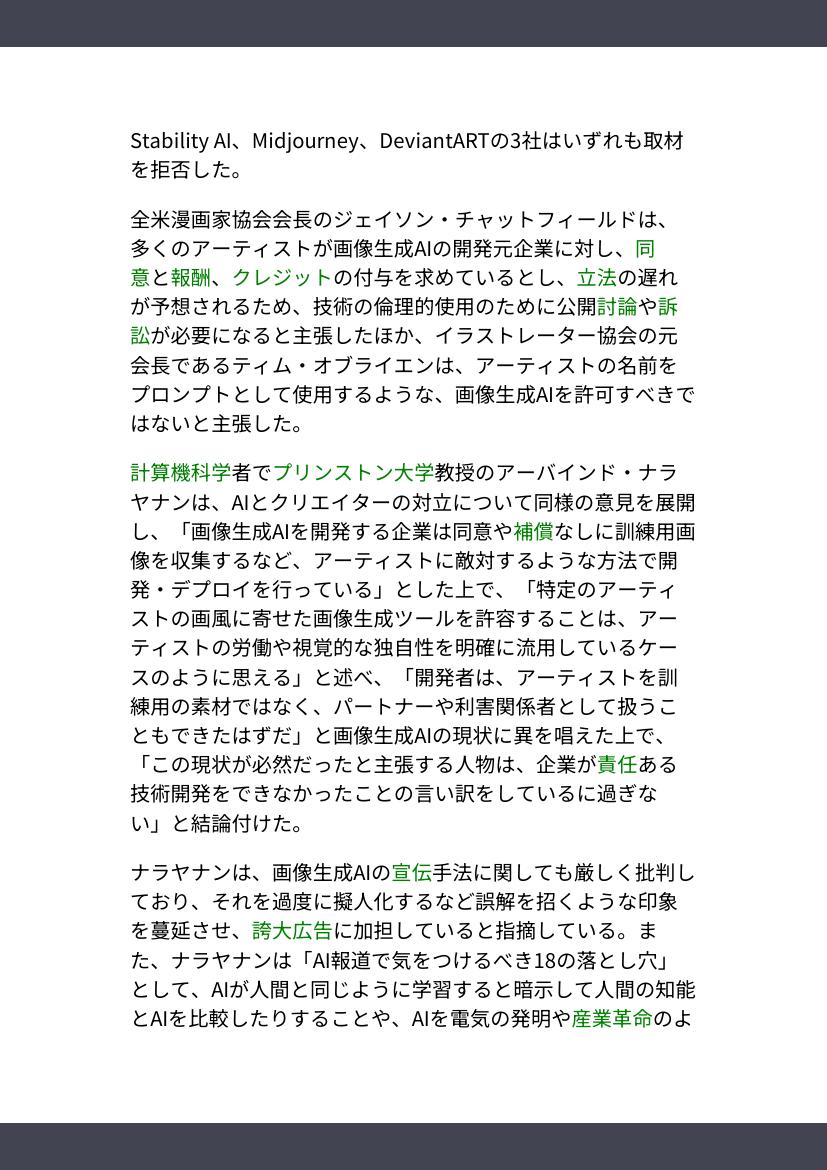 Stability AI、Midjourney、DeviantARTの3社はいずれも取材
を拒否した。
全米漫画家協会会長のジェイソン・チャットフィールドは、
多くのアーティストが画像生成AIの開発元企業に対し、同
意と報酬、クレジットの付与を求めているとし、立法の遅れ
が予想されるため、技術の倫理的使用のために公開討論や訴
訟が必要になると主張したほか、イラストレーター協会の元
会長であるティム・オブライエンは、アーティストの名前を
プロンプトとして使用するような、画像生成AIを許可すべきで
はないと主張した。
計算機科学者でプリンストン大学教授のアーバインド・ナラ
ヤナンは、AIとクリエイターの対立について同様の意見を展開
し、「画像生成AIを開発する企業は同意や補償なしに訓練用画
像を収集するなど、アーティストに敵対するような方法で開
発・デプロイを行っている」とした上で、「特定のアーティ
ストの画風に寄せた画像生成ツールを許容することは、アー
ティストの労働や視覚的な独自性を明確に流用しているケー
スのように思える」と述べ、「開発者は、アーティストを訓
練用の素材ではなく、パートナーや利害関係者として扱うこ
ともできたはずだ」と画像生成AIの現状に異を唱えた上で、
「この現状が必然だったと主張する人物は、企業が責任ある
技術開発をできなかったことの言い訳をしているに過ぎな
い」と結論付けた。
ナラヤナンは、画像生成AIの宣伝手法に関しても厳しく批判し
ており、それを過度に擬人化するなど誤解を招くような印象
を蔓延させ、誇大広告に加担していると指摘している。ま
た、ナラヤナンは「AI報道で気をつけるべき18の落とし穴」
として、AIが人間と同じように学習すると暗示して人間の知能
とAIを比較したりすることや、AIを電気の発明や産業革命のよ